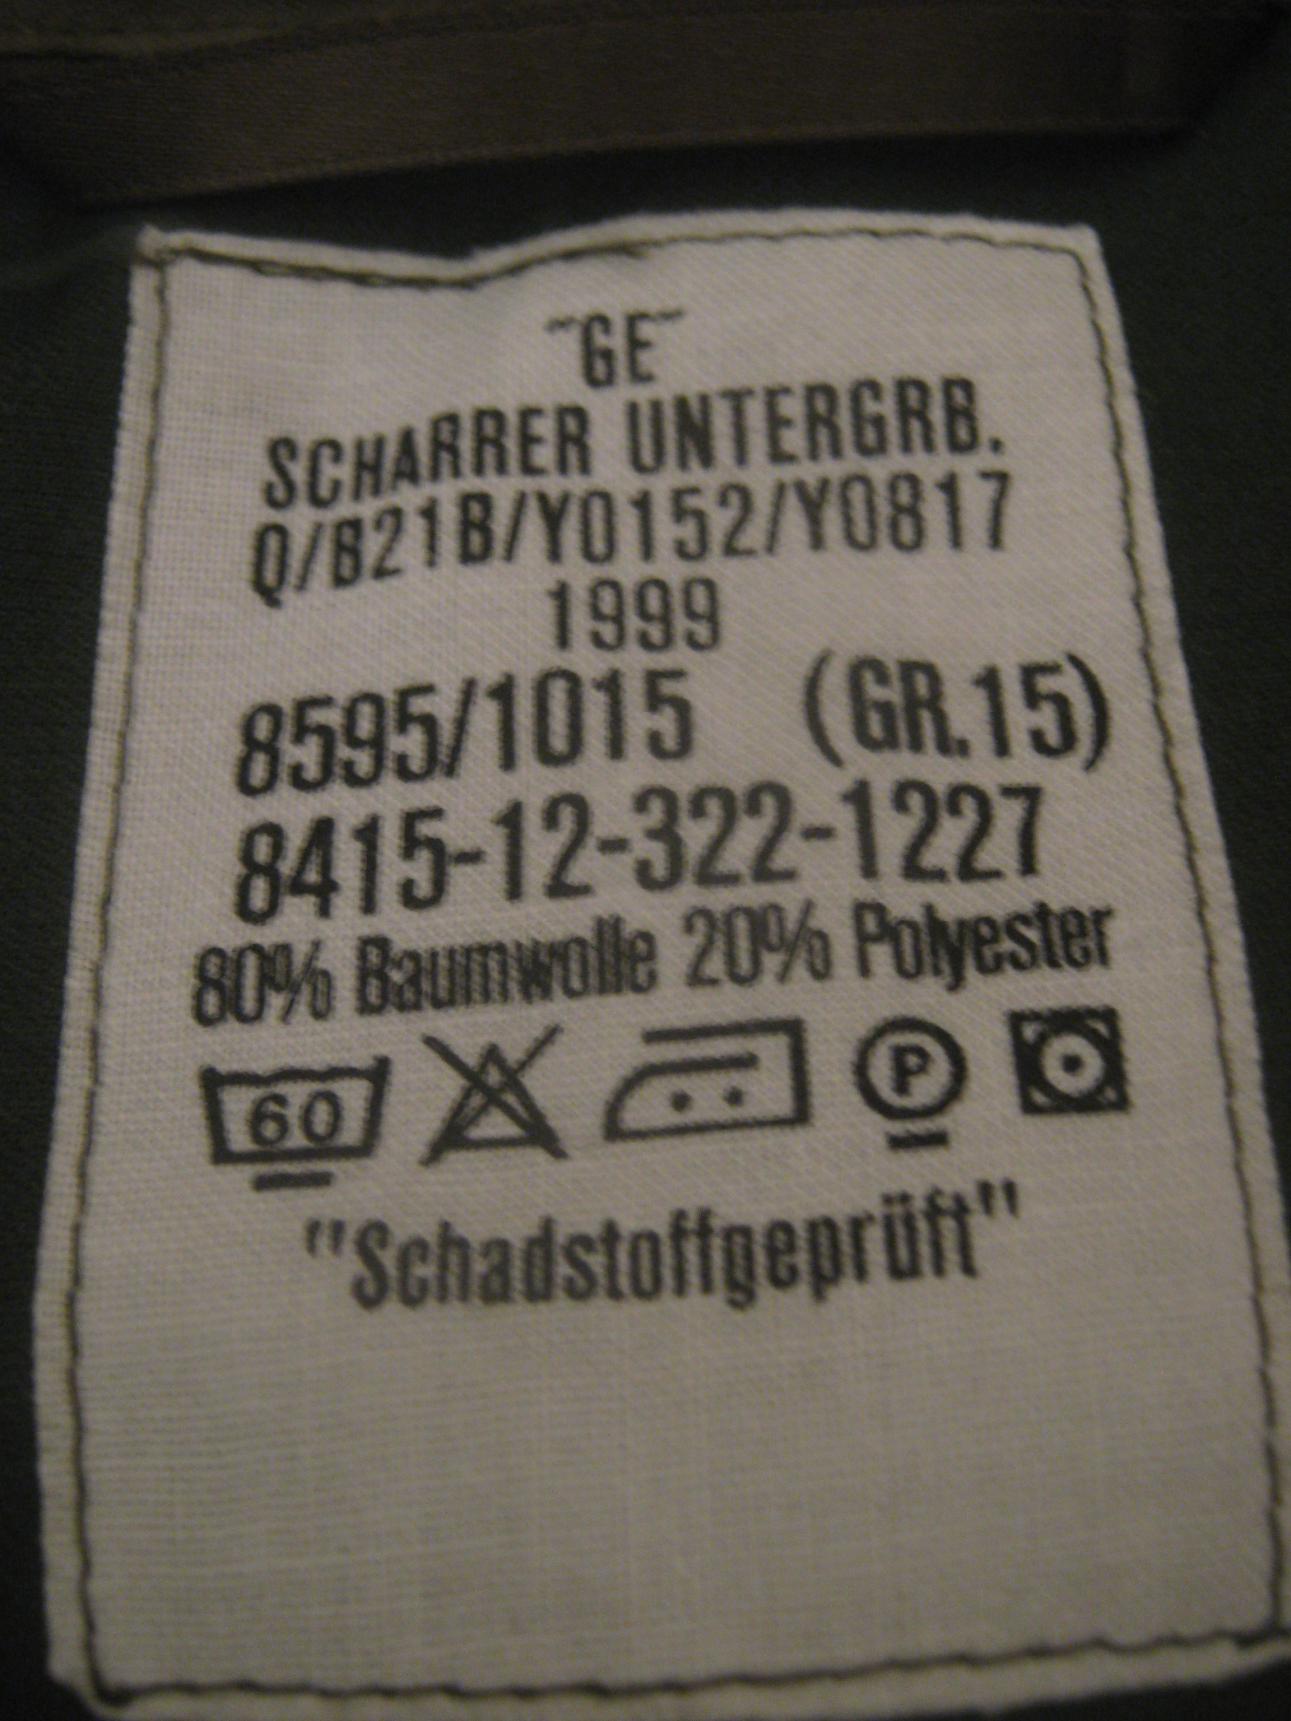 "GE"
SCHARRER UNTERGRB.
Q/B21B/Y0152/Y0817
1999
8595/1015 (GR.15)
8415-12-322-1227
80% Baumwolle 20% Polyester
60 P
"Schadstoffgeprüft"